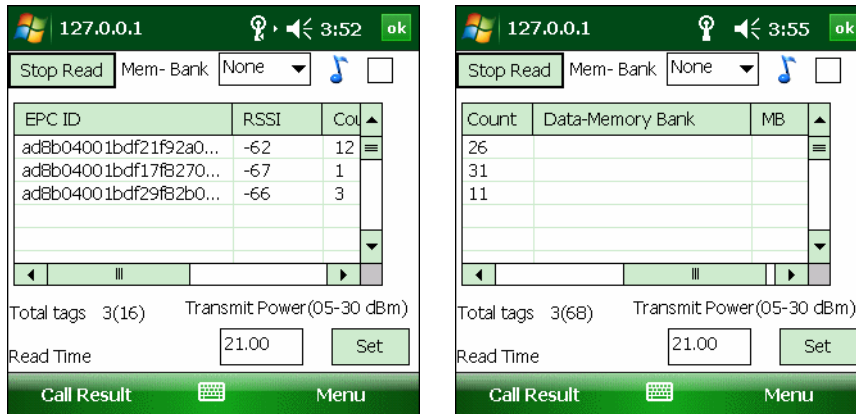 127.0.0.1 3:52 ok
Stop Read Mem- Bank None
EPC ID RSSI Cou
ad8b04001bdf21f92a0... -62 12
ad8b04001bdf17f8270... -67 1
ad8b04001bdf29f82b0... -66 3
Total tags 3(16) Transmit Power(05-30 dBm)
Read Time 21.00 Set
Call Result Menu
127.0.0.1 3:55 ok
Stop Read Mem- Bank None
Count Data-Memory Bank MB
26
31
11
Total tags 3(68) Transmit Power(05-30 dBm)
Read Time 21.00 Set
Call Result Menu